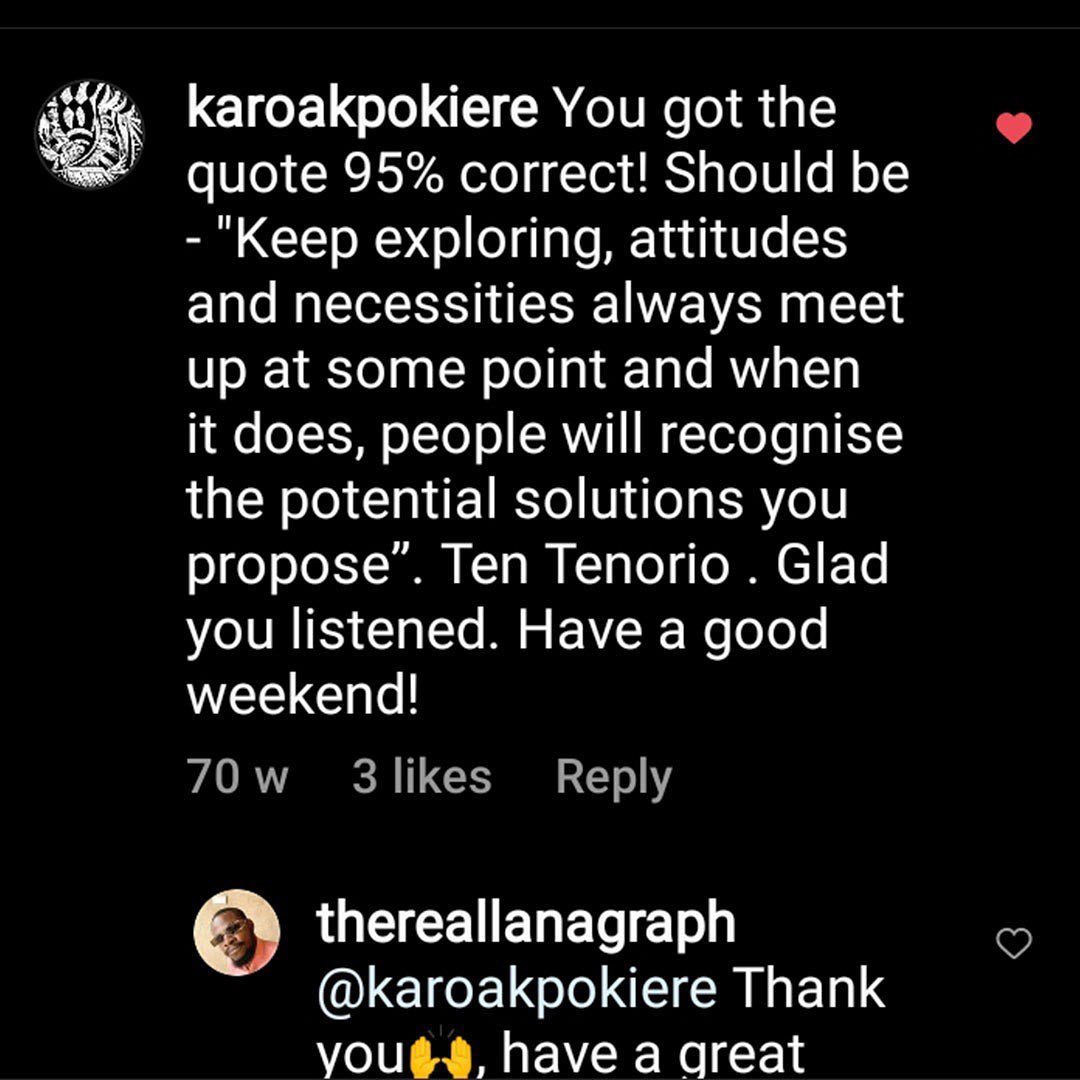 karoakpokiere You got the
quote 95% correct! Should be
- "Keep exploring, attitudes
and necessities always meet
up at some point and when
it does, people will recognise
the potential solutions you
propose”. Ten Tenorio . Glad
you listened. Have a good
weekend!
70 w 3 likes Reply
thereallanagraph
@karoakpokiere Thank
you🙌, have a great